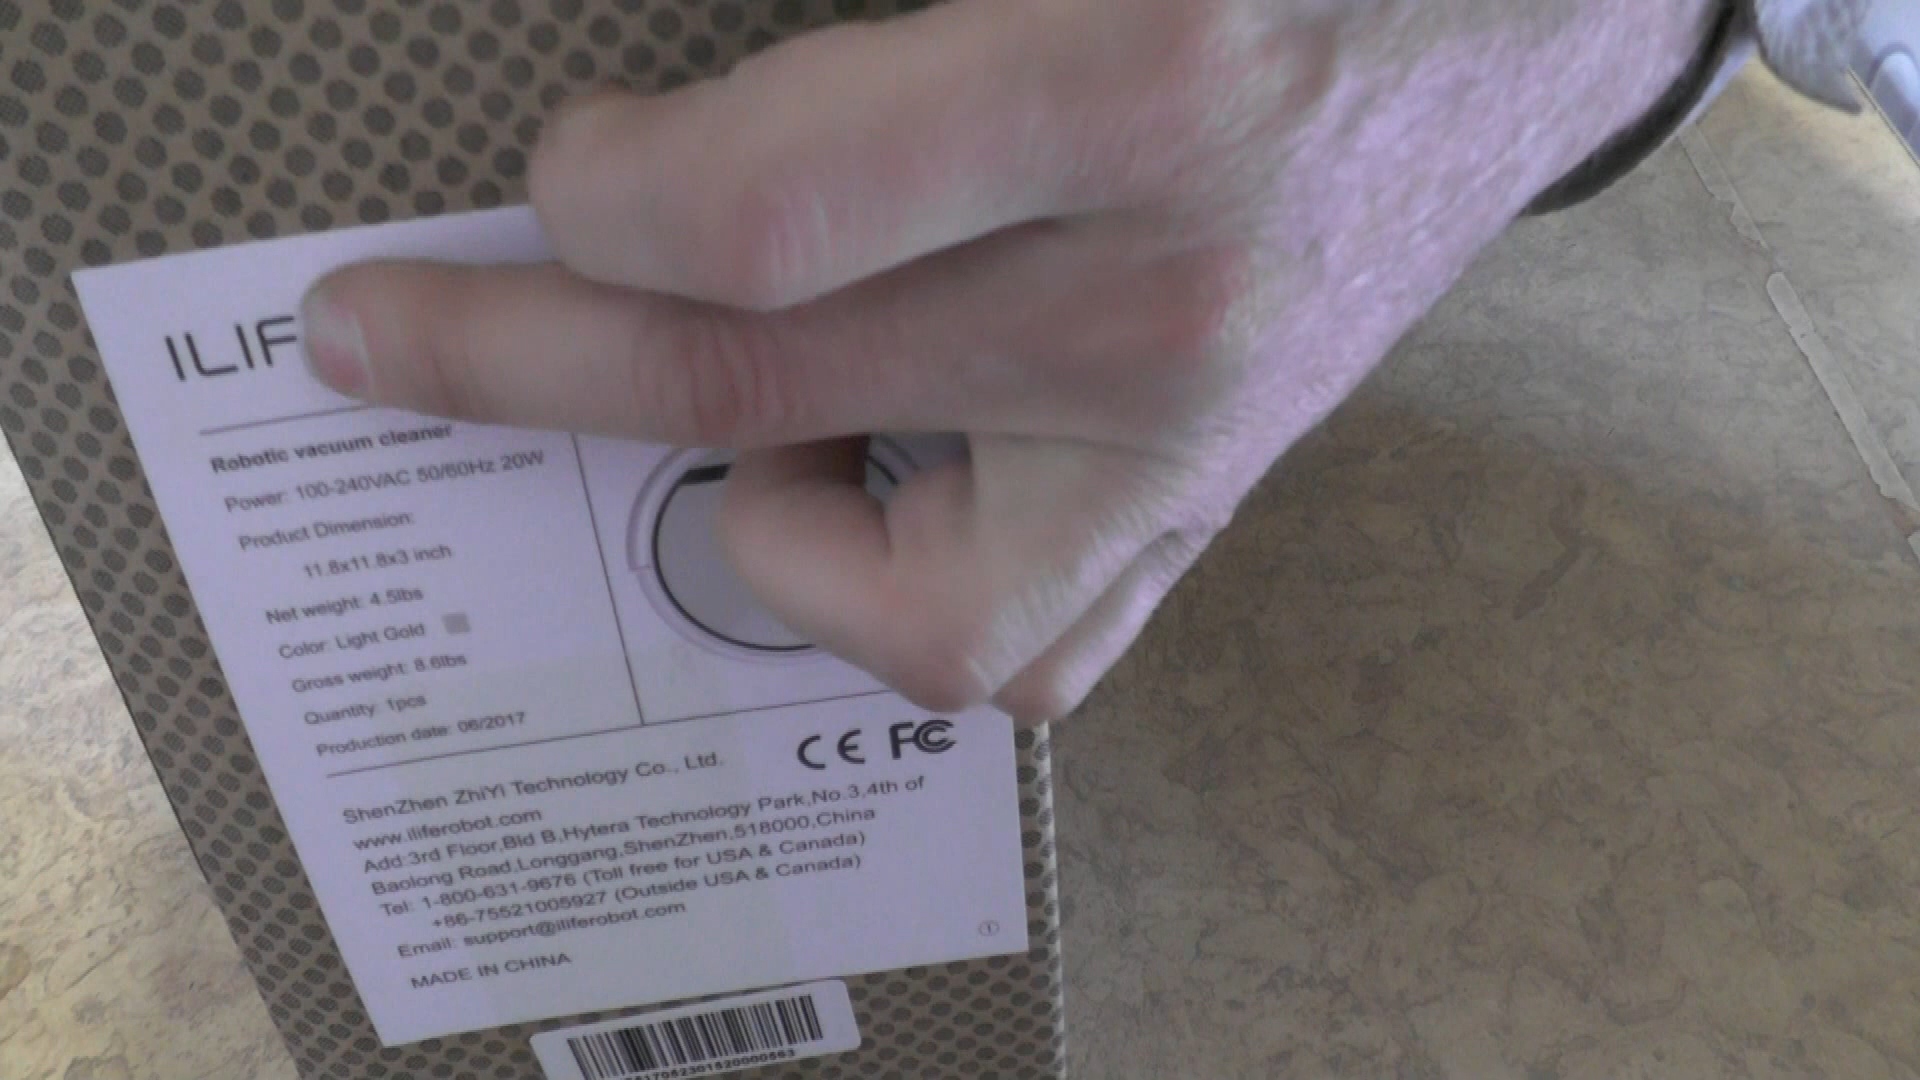 ILIF
Robotic vacuum cleaner
Power: 100-240VAC 50/60Hz 20W
Product Dimension:
11.8x11.8x3 inch
Net weight: 4.5lbs
Color: Light Gold
Gross weight: 8.6lbs
Quantity: 1pcs
Production date: 06/2017
CE FC
ShenZhen ZhiYi Technology Co., Ltd.
www.iliferobot.com
Add:3rd Floor,Bld B,Hytera Technology Park,No.3,4th of
Baolong Road,Longgang,ShenZhen,518000,China
Tel: 1-800-631-9676 (Toll free for USA & Canada)
+86-75521005927 (Outside USA & Canada)
Email: support@iliferobot.com
MADE IN CHINA